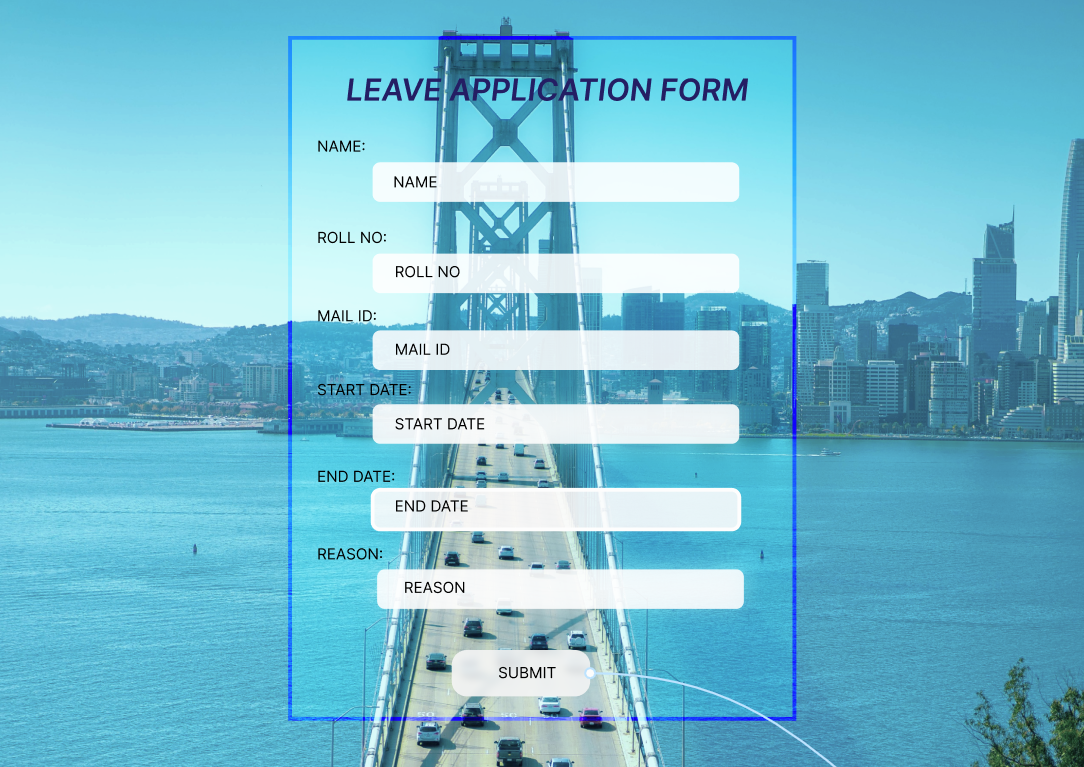 LEAVE APPLICATION FORM
NAME:
NAME
ROLL NO:
ROLL NO
MAIL ID:
MAIL ID
START DATE:
START DATE
END DATE:
END DATE
REASON:
REASON
SUBMIT